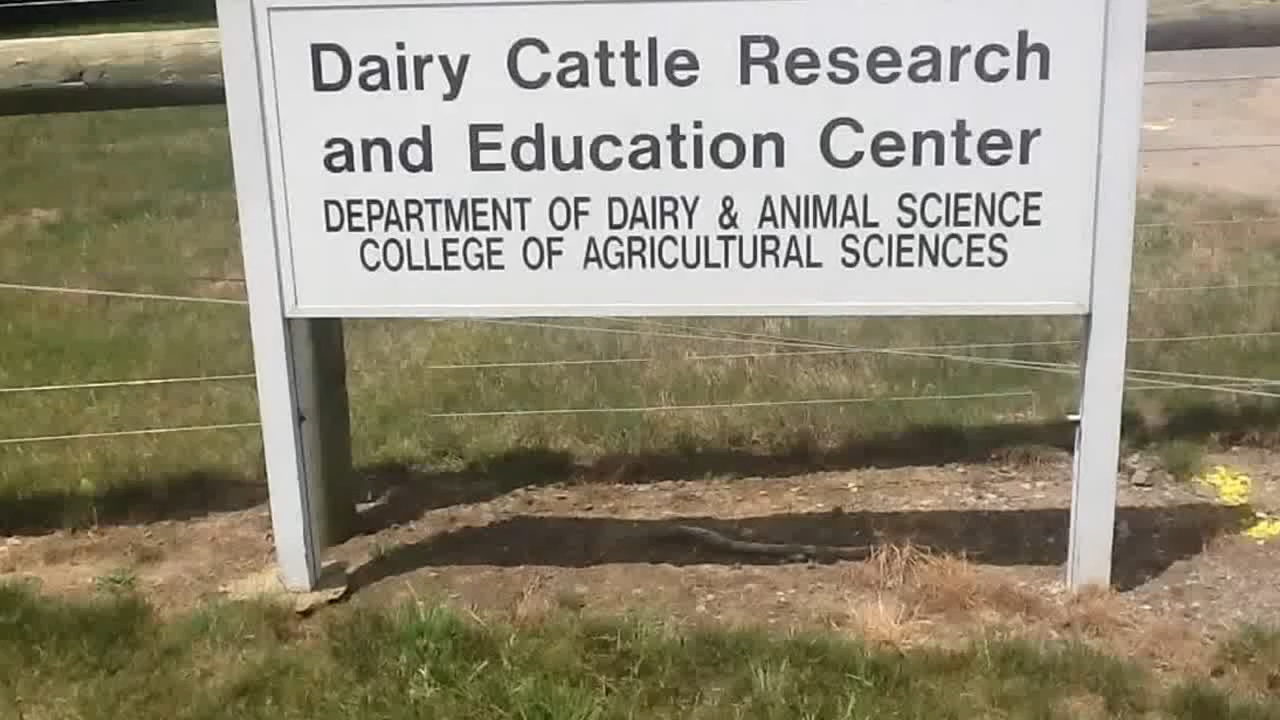 Dairy Cattle Research
and Education Center
DEPARTMENT OF DAIRY & ANIMAL SCIENCE
COLLEGE OF AGRICULTURAL SCIENCES